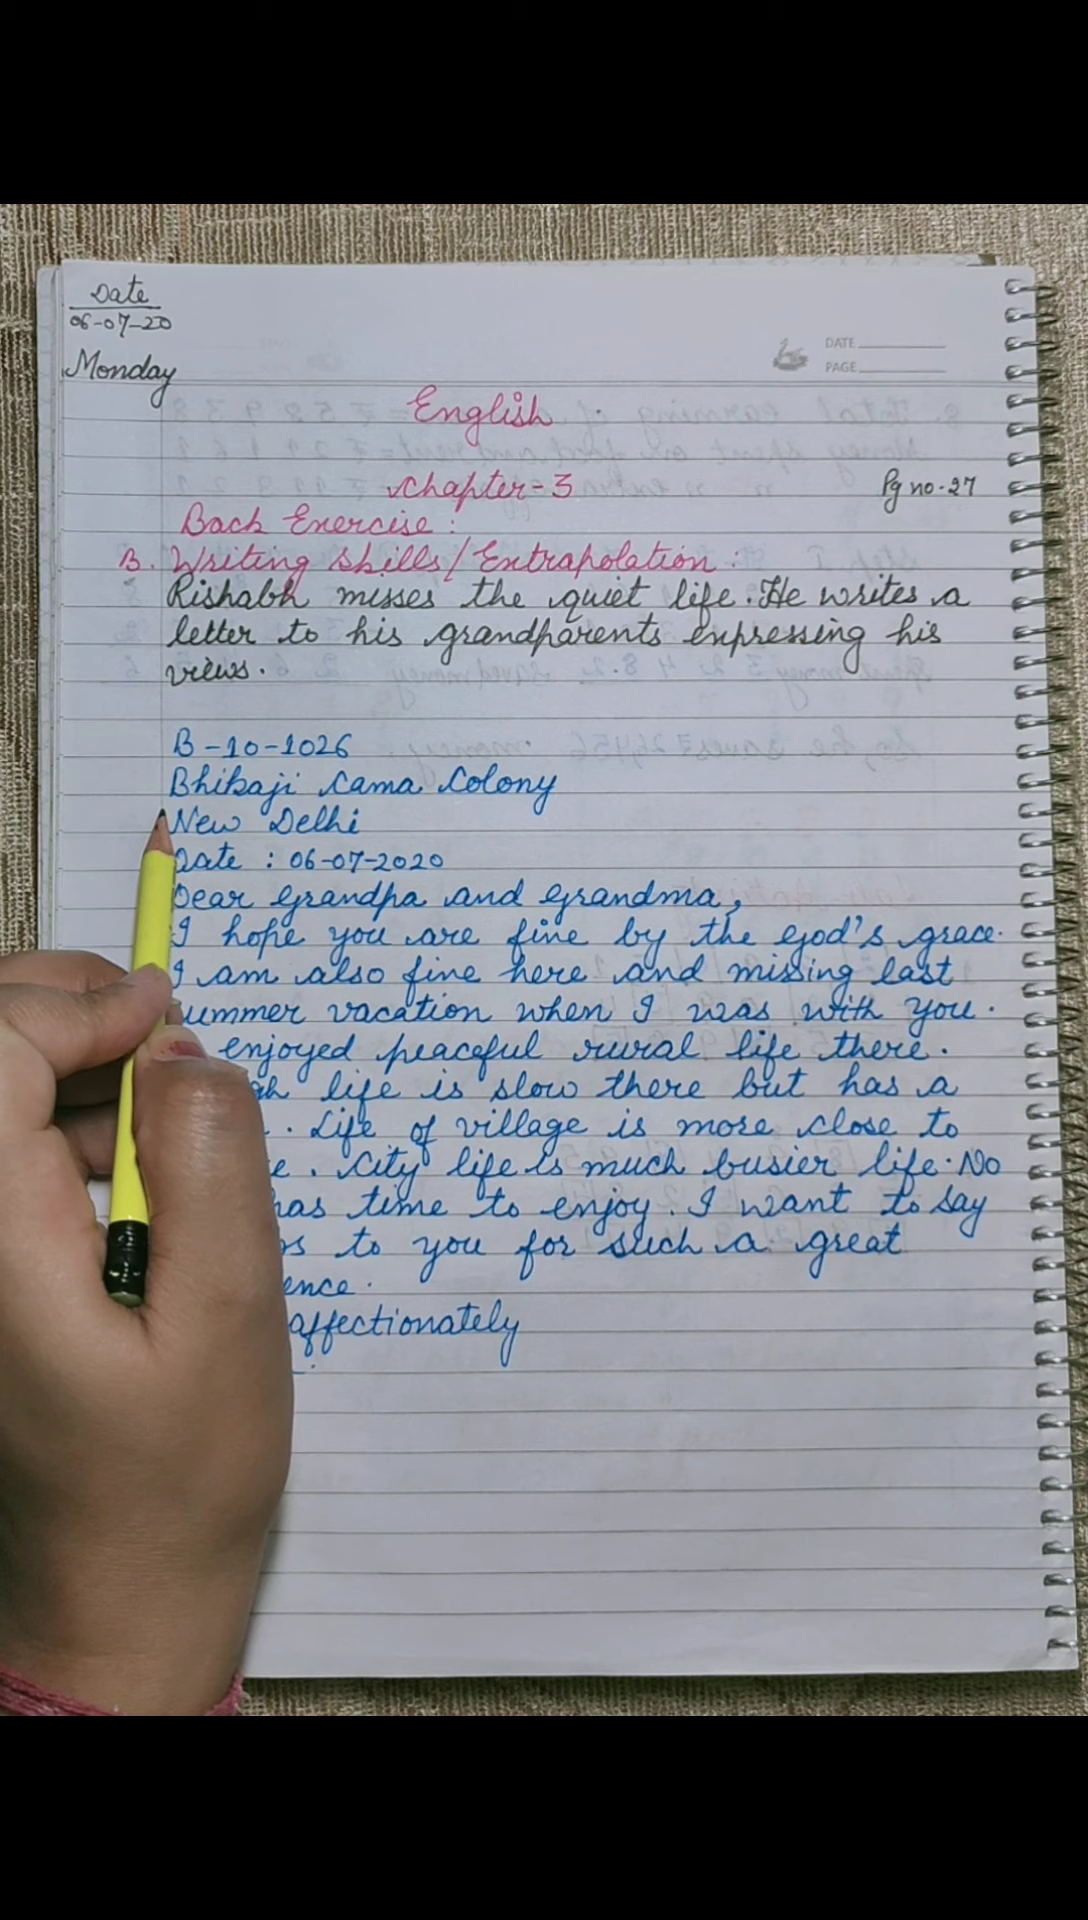 Date
06-07-20
Monday
DATE
PAGE
English
Chapter-3
Pg no-27
Back Exercise :
B. Writing skills/Extrapolation :
Rishabh misses the quiet life. He writes a
letter to his grandparents expressing his
views.
B-10-1026
Bhikaji Cama Colony
New Delhi
Date : 06-07-2020
Dear Grandpa and Grandma,
I hope you are fine by the god's grace.
I am also fine here and missing last
summer vacation when I was with you.
enjoyed peaceful rural life there.
life is slow there but has a
. Life of village is more close to
. City life is much busier life. No
has time to enjoy. I want to say
to you for such a great
affectionately